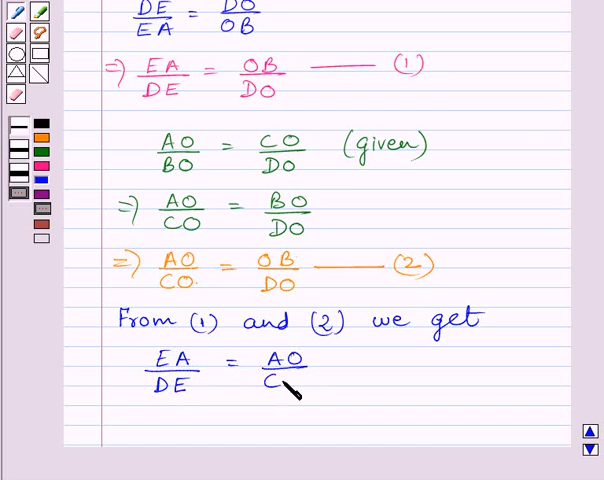 DE/EA = DO/OB
⇒ EA/DE = OB/DO —— (1)
AO/BO = CO/DO (given)
⇒ AO/CO = BO/DO
⇒ AO/CO. = OB/DO —— (2)
From (1) and (2) we get
EA/DE = AO/C